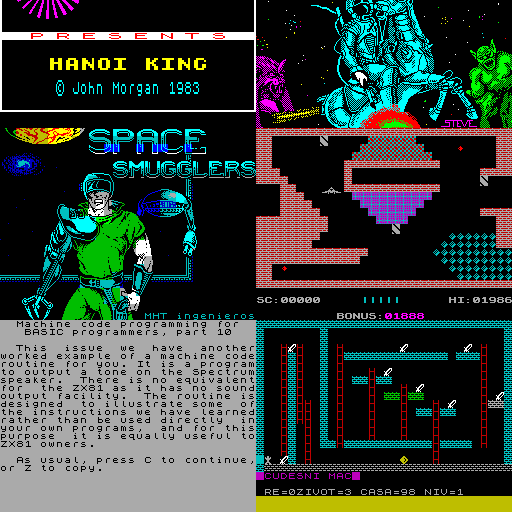 PRESENTS
HANOI KING
© John Morgan 1983
STEVE
SPACE
SMUGGLERS
MHT ingenieros
SC:00000 HI:01986
BONUS:01888
Machine code programming for
BASIC programmers, part 10
This issue we have another
worked example of a machine code
routine for you. It is a program
to output a tone on the Spectrum
speaker. There is no equivalent
for the ZX81 as it has no sound
output facility. The routine is
designed to illustrate some of
the instructions we have learned
rather than be used directly in
your own programs, and for this
purpose it is equally useful to
ZX81 owners.
As usual, press C to continue,
or Z to copy.
CUDESNI MAC
RE=0ZIVOT=3 CASA=98 NIV=1